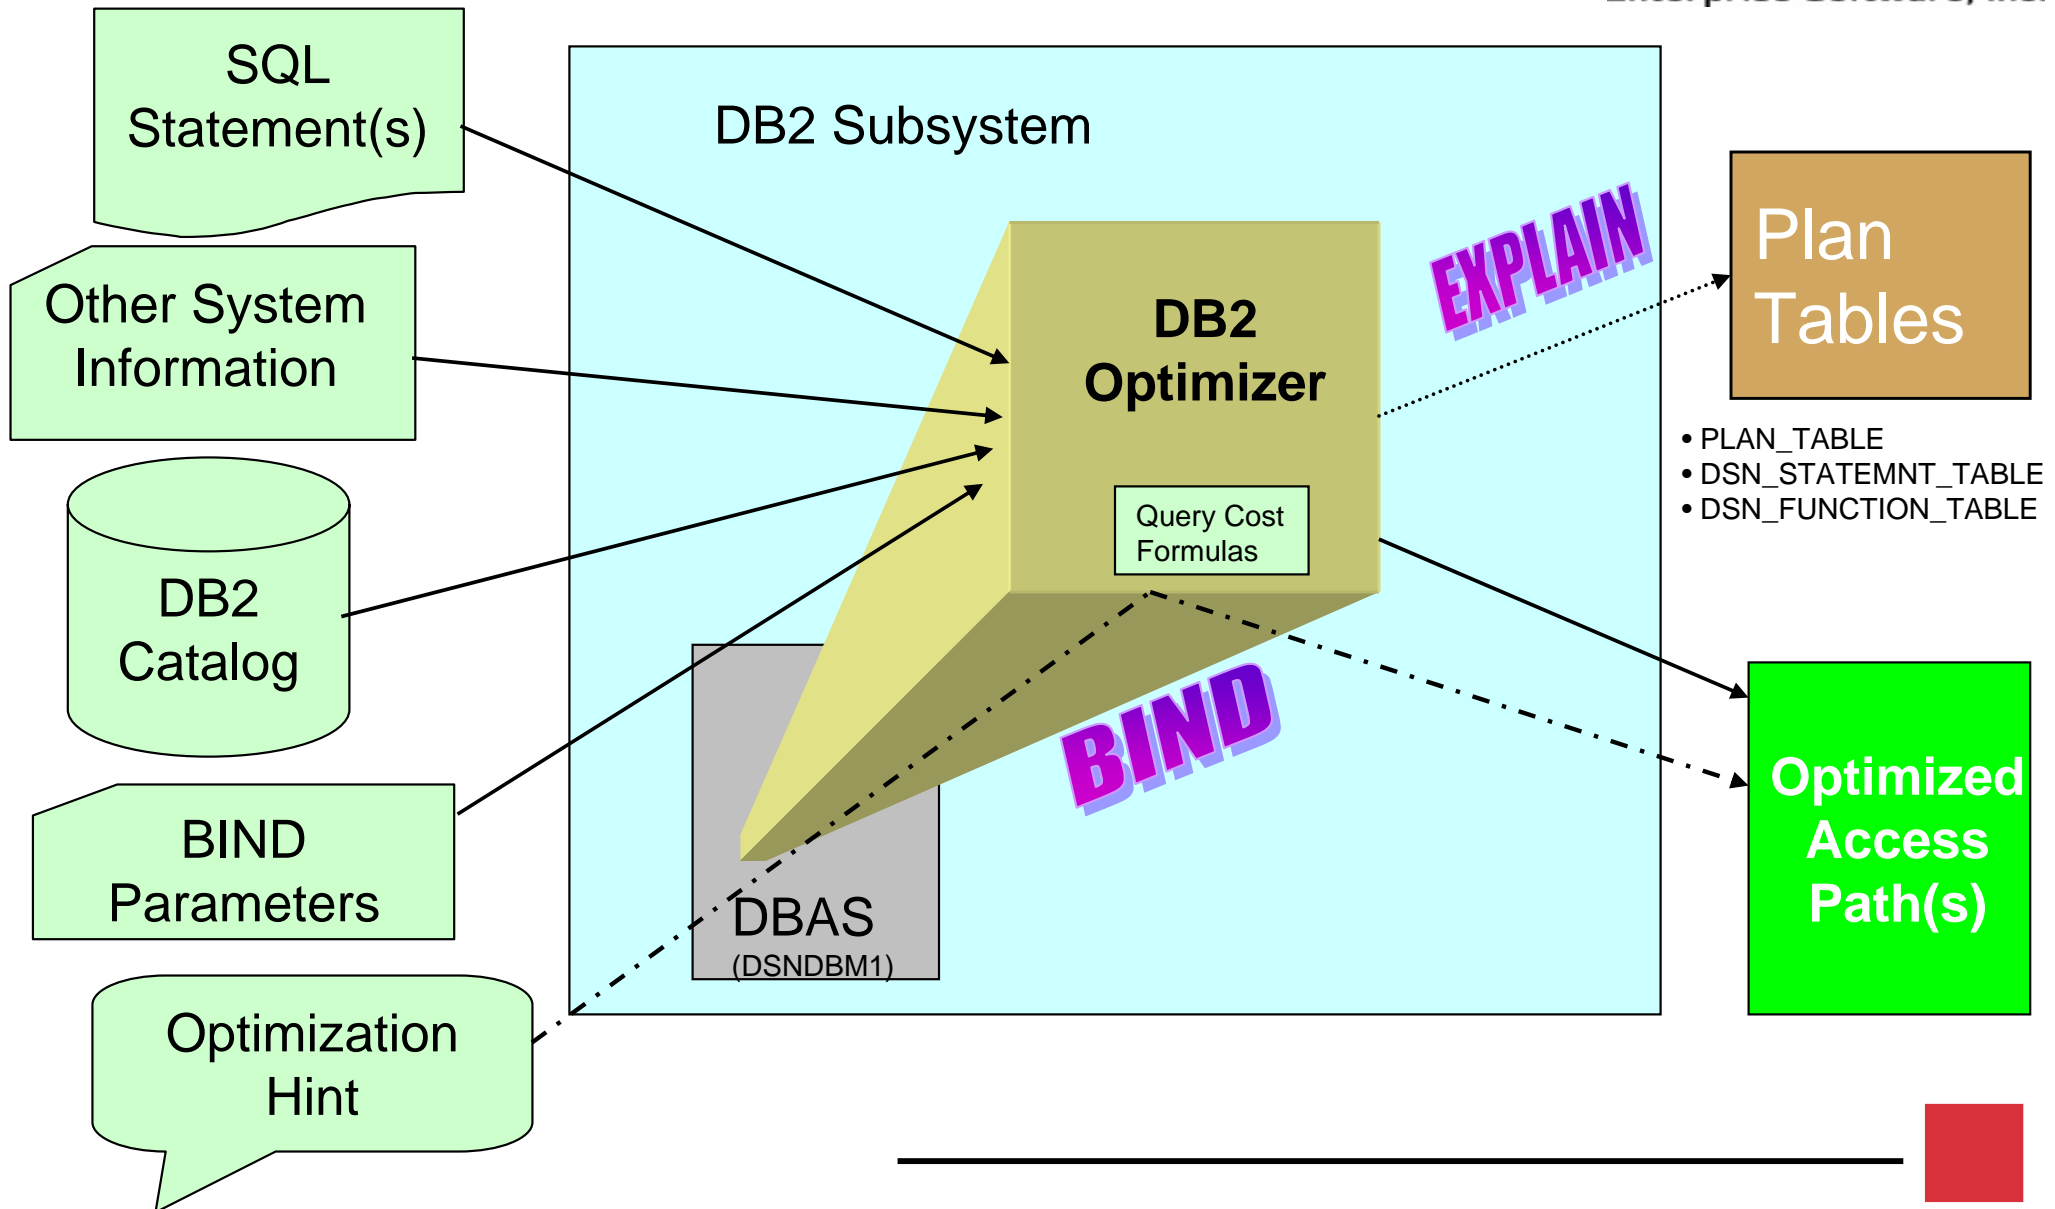 SQL
Statement(s)
Other System
Information
DB2
Catalog
BIND
Parameters
Optimization
Hint
DB2 Subsystem
DB2
Optimizer
Query Cost
Formulas
EXPLAIN
BIND
DBAS
(DSNDBM1)
Plan
Tables
• PLAN_TABLE
• DSN_STATEMNT_TABLE
• DSN_FUNCTION_TABLE
Optimized
Access
Path(s)